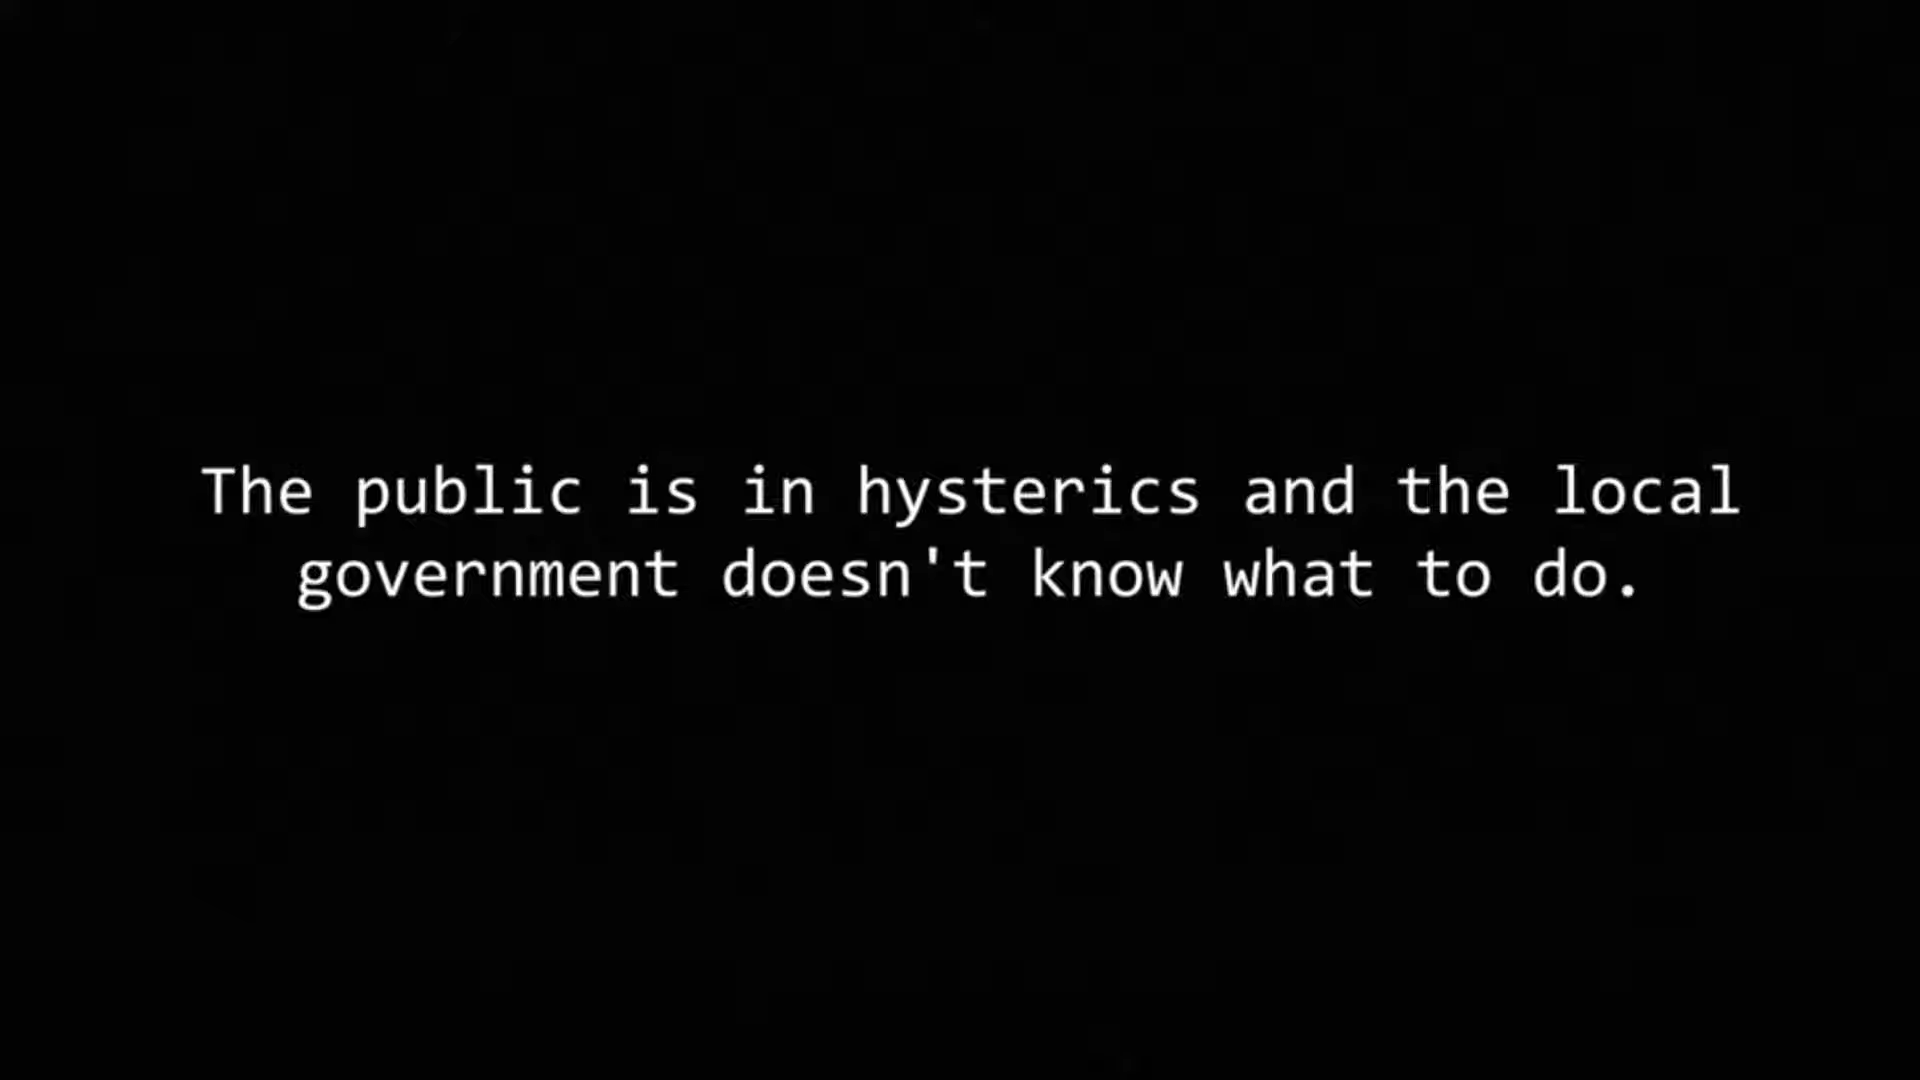 The public is in hysterics and the local
government doesn't know what to do.